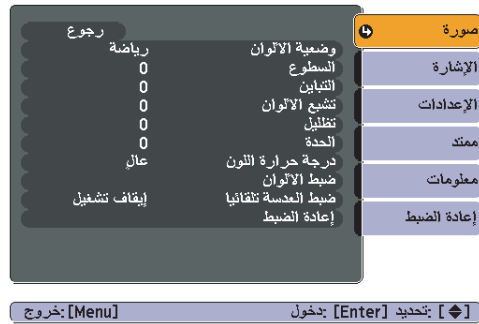 صورة
الإشارة
الإعدادات
ممتد
معلومات
إعادة الضبط
رجوع
وضعية الألوان رياضة
السطوع 0
التباين 0
تشبع الألوان 0
تظليل 0
الحدة 0
درجة حرارة اللون عالٍ
ضبط الألوان
ضبط العدسة تلقائيا إيقاف تشغيل
إعادة الضبط
[◆]: تحديد [Enter]: دخول [Menu]: خروج